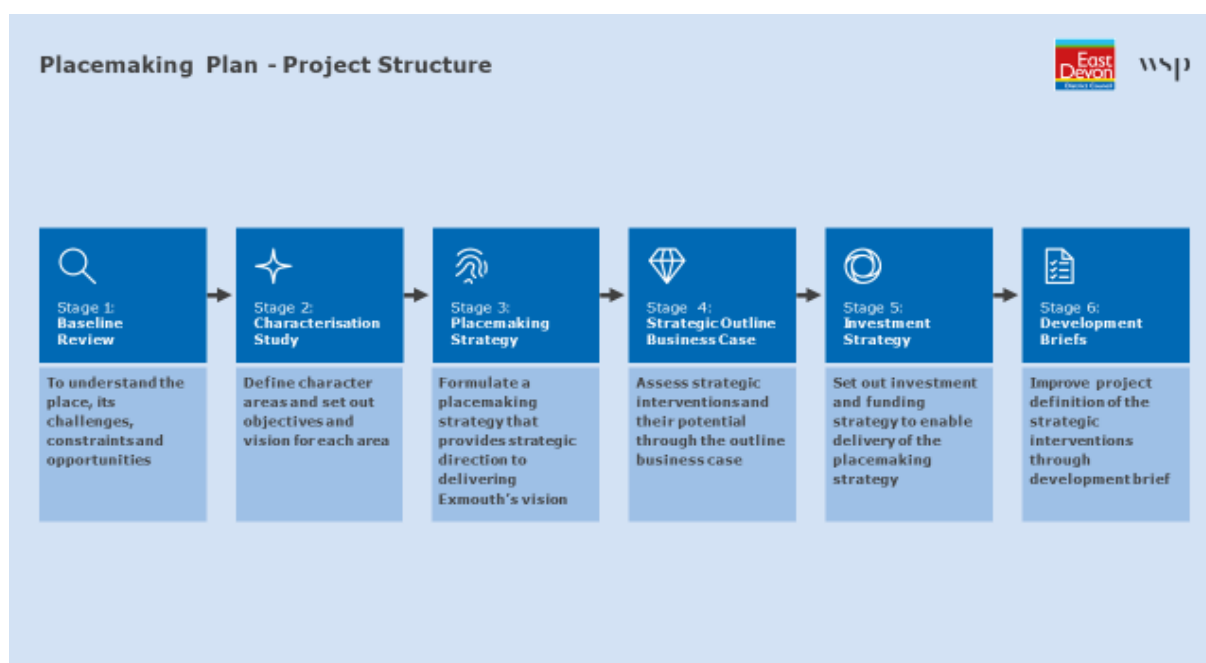 Placemaking Plan - Project Structure
East
Devon
District Council
wsp
Stage 1:
Baseline
Review
To understand the
place, its
challenges,
constraints and
opportunities
Stage 2:
Characterisation
Study
Define character
areas and set out
objectives and
vision for each area
Stage 3:
Placemaking
Strategy
Formulate a
placemaking
strategy that
provides strategic
direction to
delivering
Exmouth's vision
Stage 4:
Strategic Outline
Business Case
Assess strategic
interventions and
their potential
through the outline
business case
Stage 5:
Investment
Strategy
Set out investment
and funding
strategy to enable
delivery of the
placemaking
strategy
Stage 6:
Development
Briefs
Improve project
definition of the
strategic
interventions
through
development brief